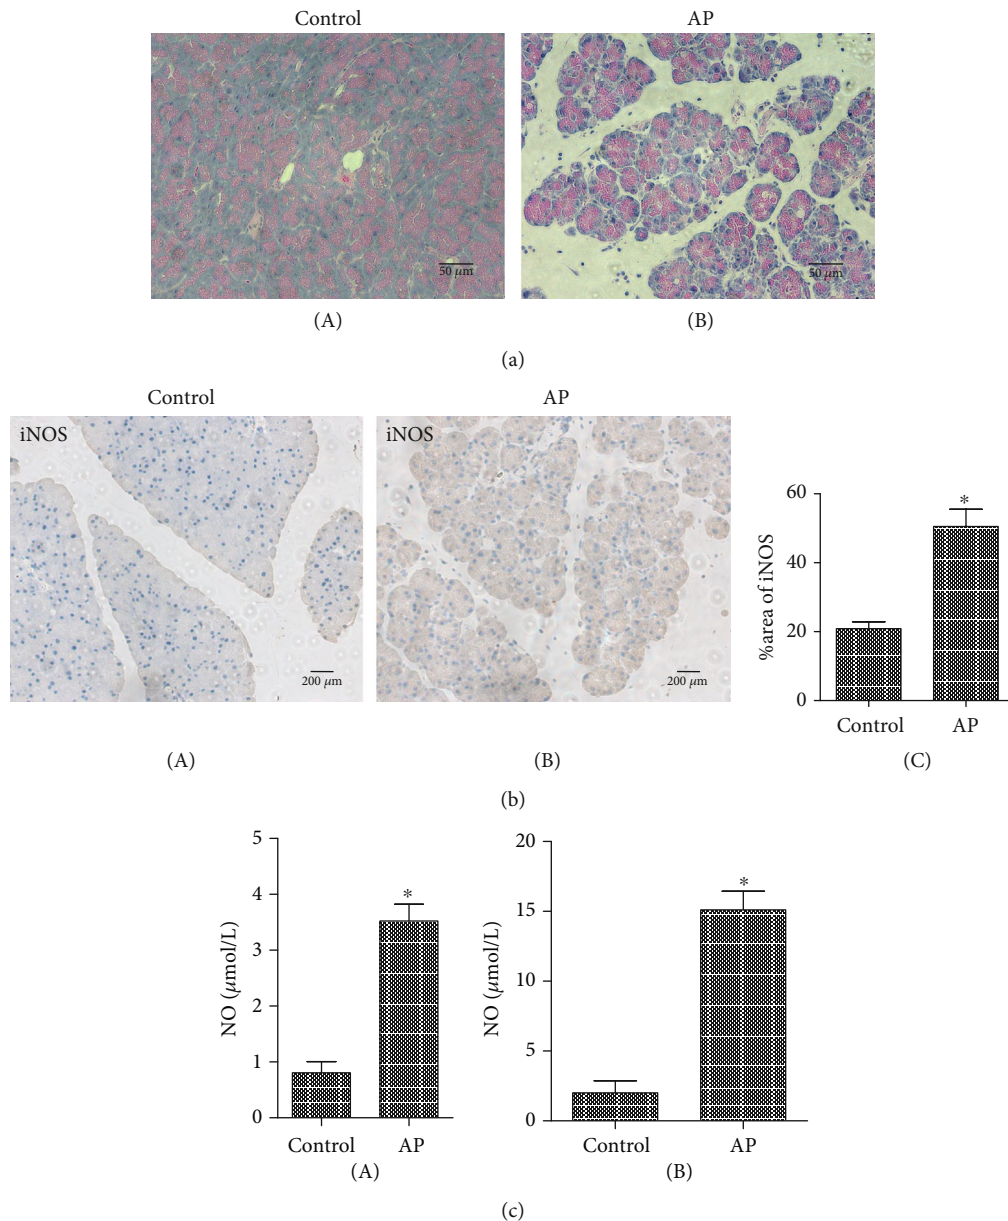 Control AP
50 μm 50 μm
(A) (B)
(a)
Control AP
iNOS iNOS
200 μm 200 μm
60
40
20
0
%area of iNOS
*
Control AP
(A) (B) (C)
(b)
5
4
3
2
1
0
NO (μmol/L)
*
Control AP
(A)
20
15
10
5
0
NO (μmol/L)
*
Control AP
(B)
(c)